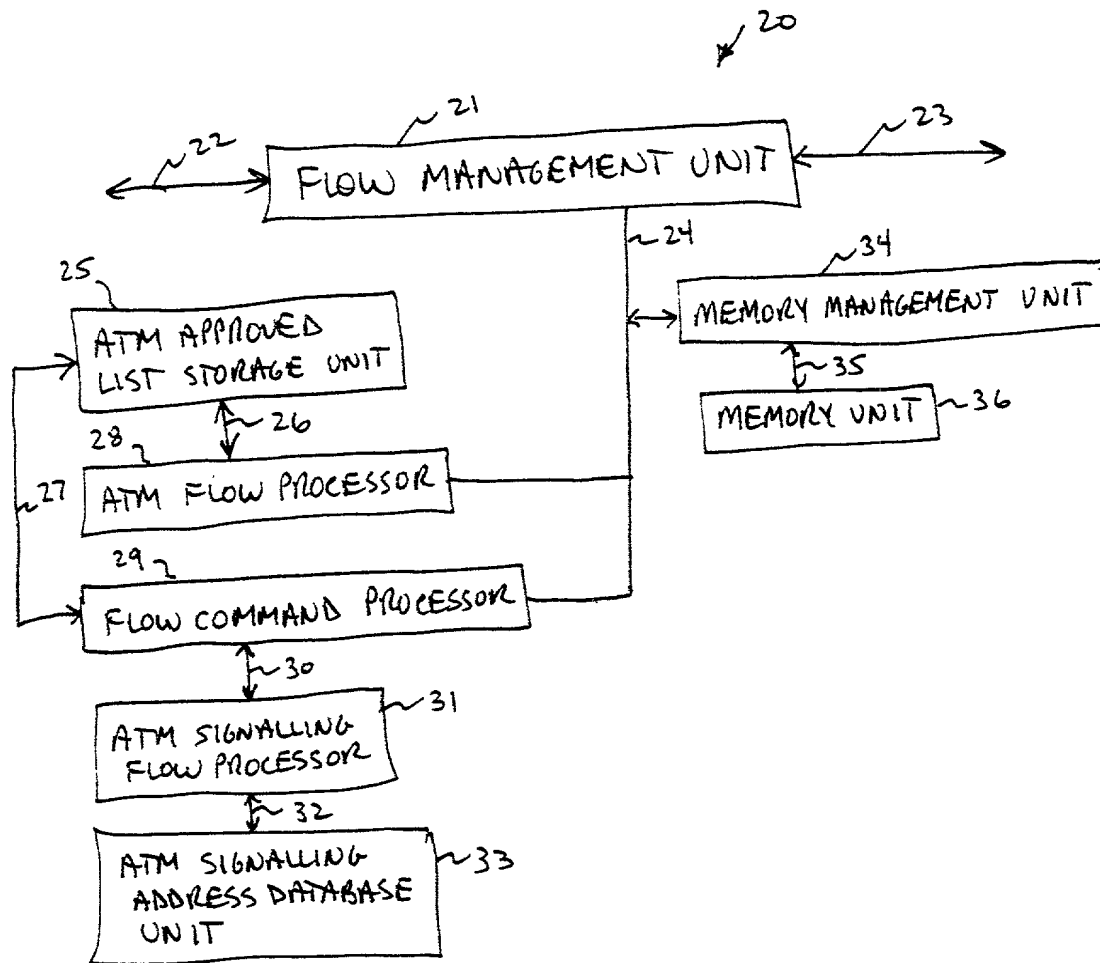 20
21
22
23
FLOW MANAGEMENT UNIT
24
34
25
MEMORY MANAGEMENT UNIT
ATM APPROVED
LIST STORAGE UNIT
35
26
MEMORY UNIT
36
28
27
ATM FLOW PROCESSOR
29
FLOW COMMAND PROCESSOR
30
31
ATM SIGNALLING
FLOW PROCESSOR
32
33
ATM SIGNALLING
ADDRESS DATABASE
UNIT